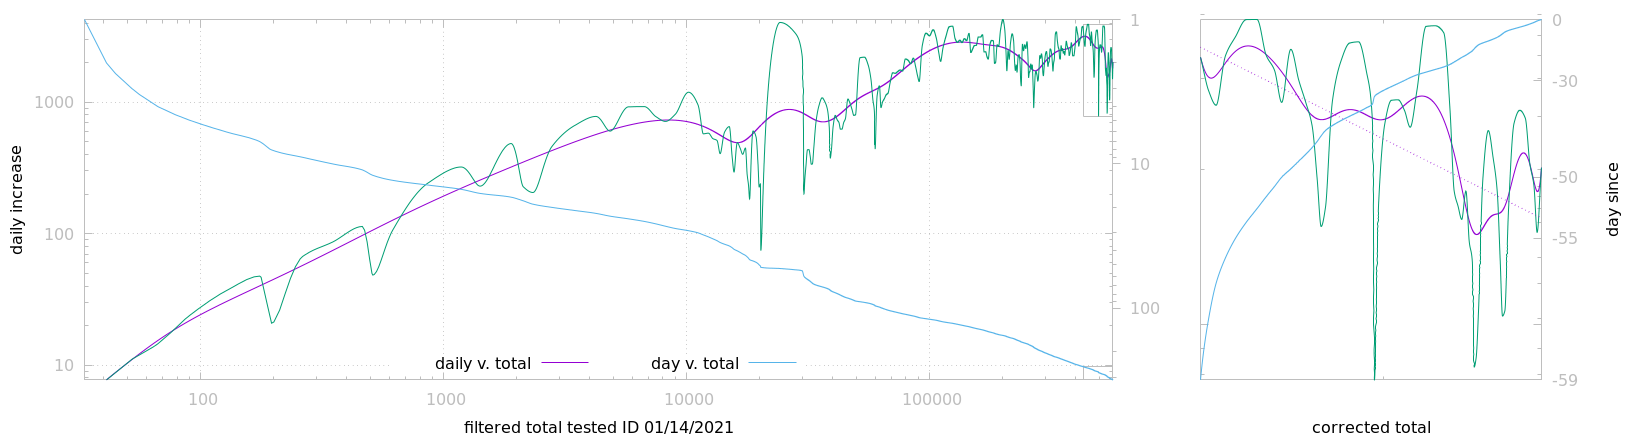 daily increase
1000
100
10
100
1000
10000
100000
1
10
100
daily v. total
day v. total
filtered total tested ID 01/14/2021
0
-30
-50
-55
-59
day since
corrected total